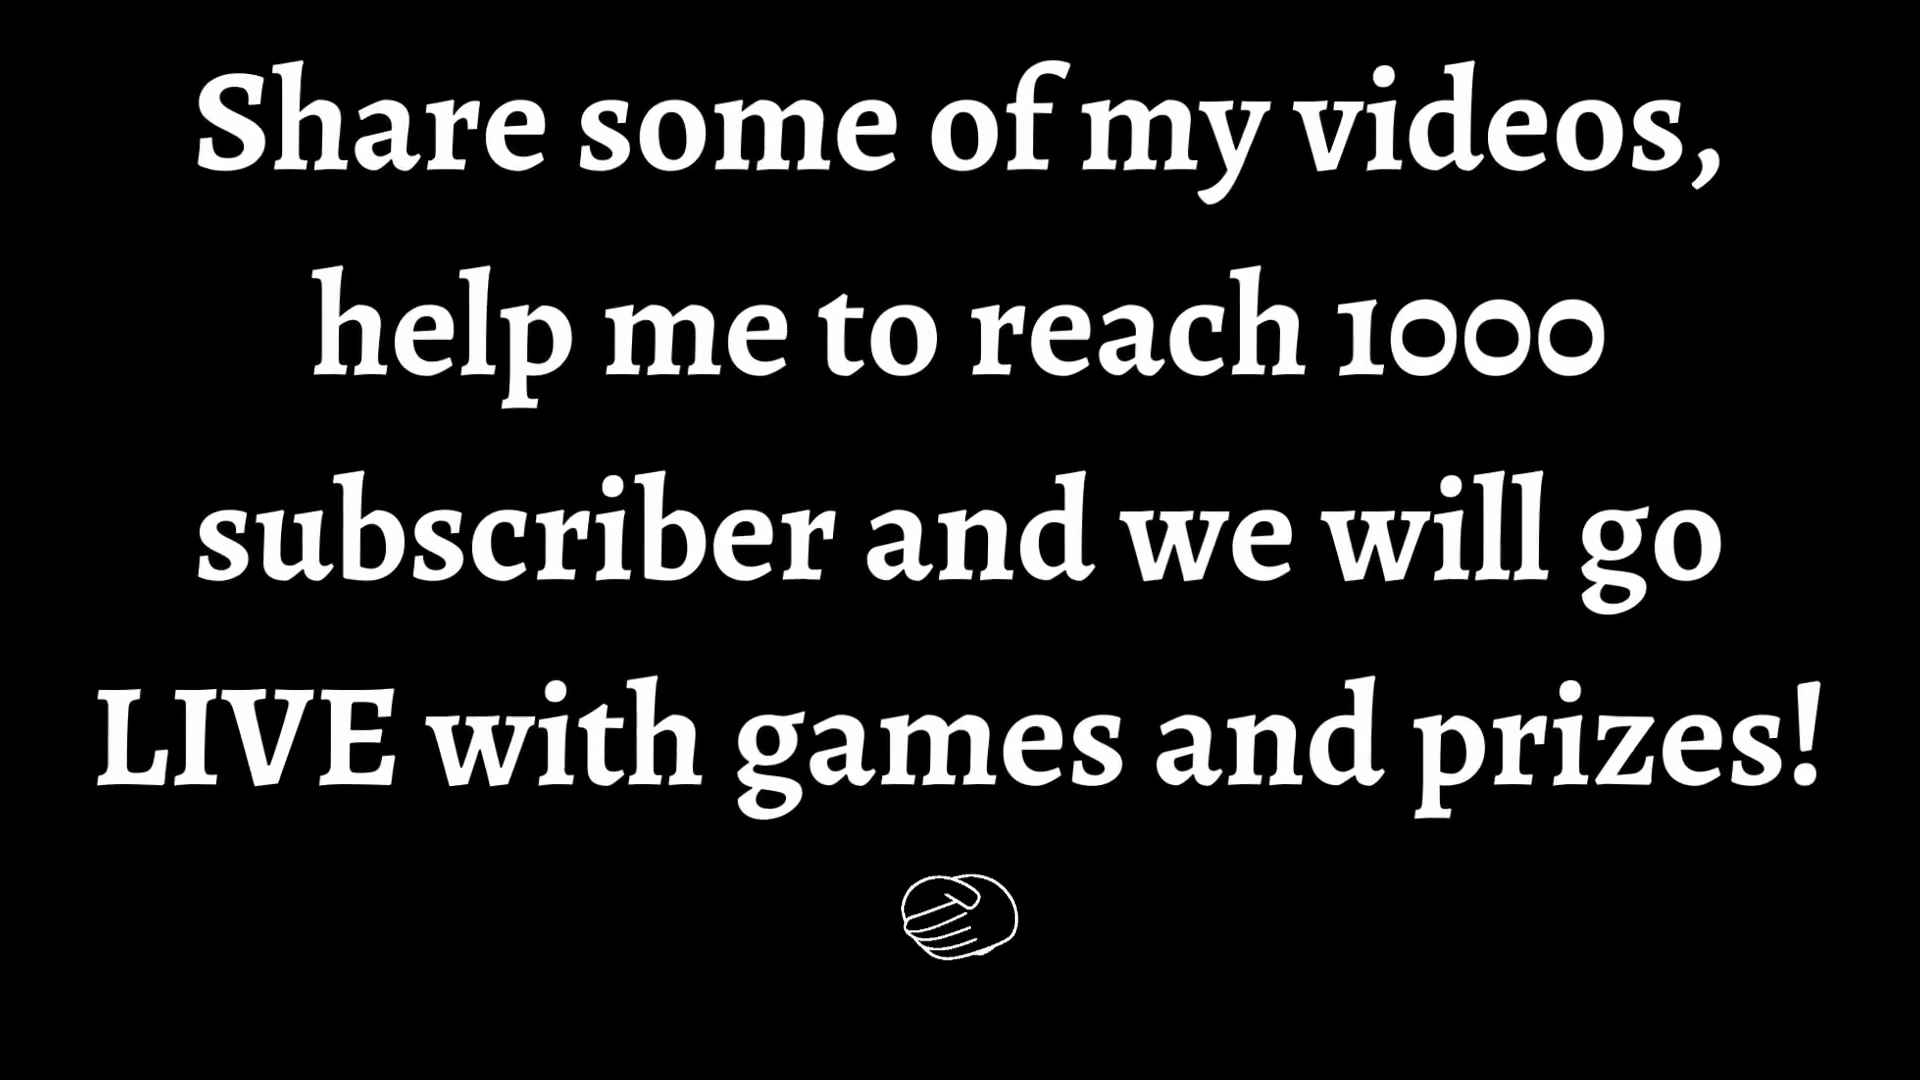 Share some of my videos,
help me to reach 1000
subscriber and we will go
LIVE with games and prizes!